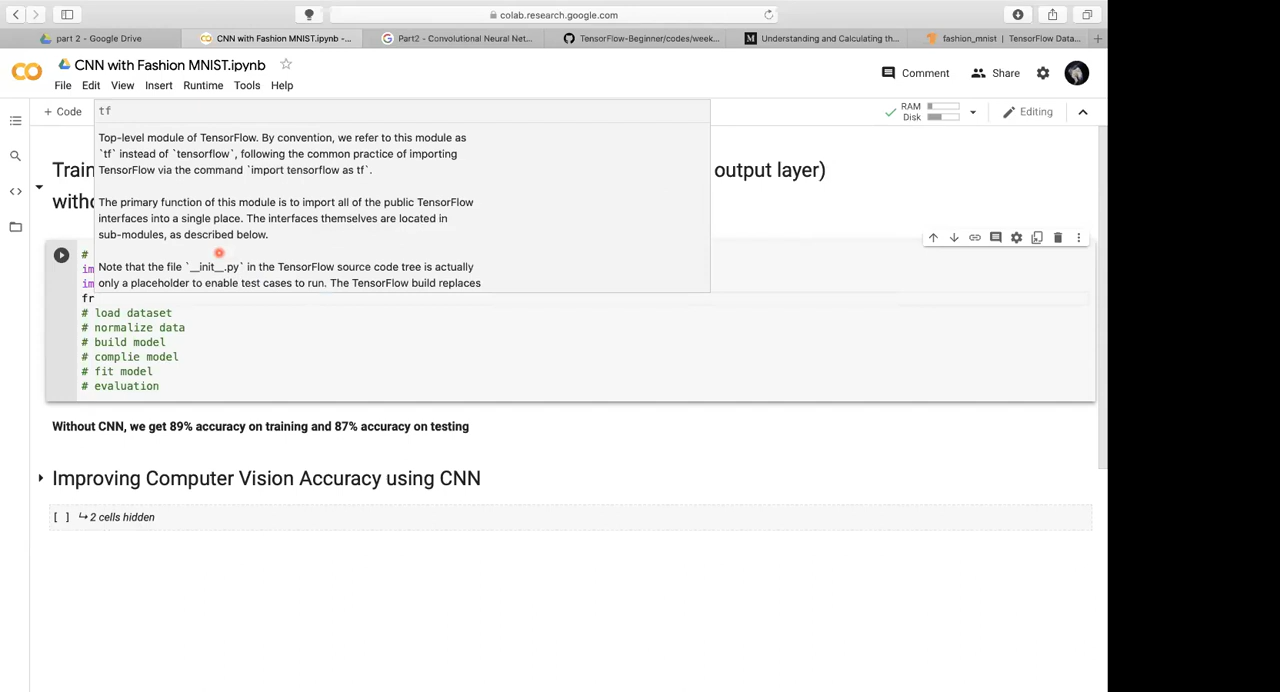 colab.research.google.com
part 2 - Google Drive
CNN with Fashion MNIST.ipynb -...
Part2 - Convolutional Neural Net...
TensorFlow-Beginner/codes/week...
Understanding and Calculating th...
fashion_mnist | TensorFlow Data...
CNN with Fashion MNIST.ipynb
Comment
Share
File Edit View Insert Runtime Tools Help
+ Code
tf
RAM
Disk
Editing
Top-level module of TensorFlow. By convention, we refer to this module as
`tf` instead of `tensorflow`, following the common practice of importing
TensorFlow via the command `import tensorflow as tf`.
Train
output layer)
witho
The primary function of this module is to import all of the public TensorFlow
interfaces into a single place. The interfaces themselves are located in
sub-modules, as described below.
Note that the file `__init__.py` in the TensorFlow source code tree is actually
only a placeholder to enable test cases to run. The TensorFlow build replaces
#
im
im
fr
# load dataset
# normalize data
# build model
# complie model
# fit model
# evaluation
Without CNN, we get 89% accuracy on training and 87% accuracy on testing
Improving Computer Vision Accuracy using CNN
[ ] ↪ 2 cells hidden